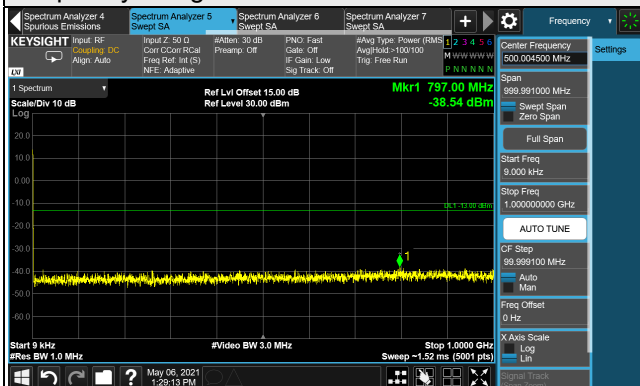 Spectrum Analyzer 4
Spurious Emissions
Spectrum Analyzer 5
Swept SA
Spectrum Analyzer 6
Swept SA
Spectrum Analyzer 7
Swept SA
+
Frequency
KEYSIGHT
Input: RF
Coupling: DC
Align: Auto
Input Z: 50 Ω
Corr CCorr RCal
Freq Ref: Int (S)
NFE: Adaptive
#Atten: 30 dB
Preamp: Off
PNO: Fast
Gate: Off
IF Gain: Low
Sig Track: Off
#Avg Type: Power (RMS
Avg|Hold:>100/100
Trig: Free Run
1 2 3 4 5 6
M W W W W W
P N N N N N
LXI
1 Spectrum
Scale/Div 10 dB
Log
Ref Lvl Offset 15.00 dB
Ref Level 30.00 dBm
Mkr1 797.00 MHz
-38.54 dBm
20.0
10.0
0.00
-10.0
-20.0
-30.0
-40.0
-50.0
-60.0
DL1 -13.00 dBm
1
Start 9 kHz
#Res BW 1.0 MHz
#Video BW 3.0 MHz
Stop 1.0000 GHz
Sweep ~1.52 ms (5001 pts)
May 06, 2021
1:29:13 PM
?
Center Frequency
500.004500 MHz
Span
999.991000 MHz
Swept Span
Zero Span
Full Span
Start Freq
9.000 kHz
Stop Freq
1.000000000 GHz
AUTO TUNE
CF Step
99.999100 MHz
Auto
Man
Freq Offset
0 Hz
X Axis Scale
Log
Lin
Signal Track
Settings